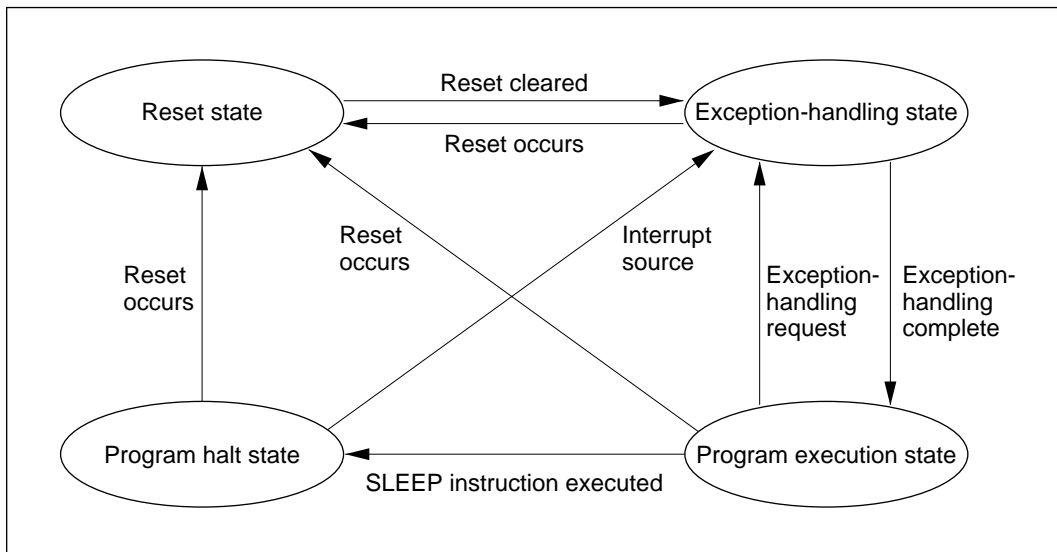 Reset cleared
Reset state
Exception-handling state
Reset occurs
Reset
occurs
Reset
occurs
Interrupt
source
Exception-
handling
request
Exception-
handling
complete
Program halt state
Program execution state
SLEEP instruction executed